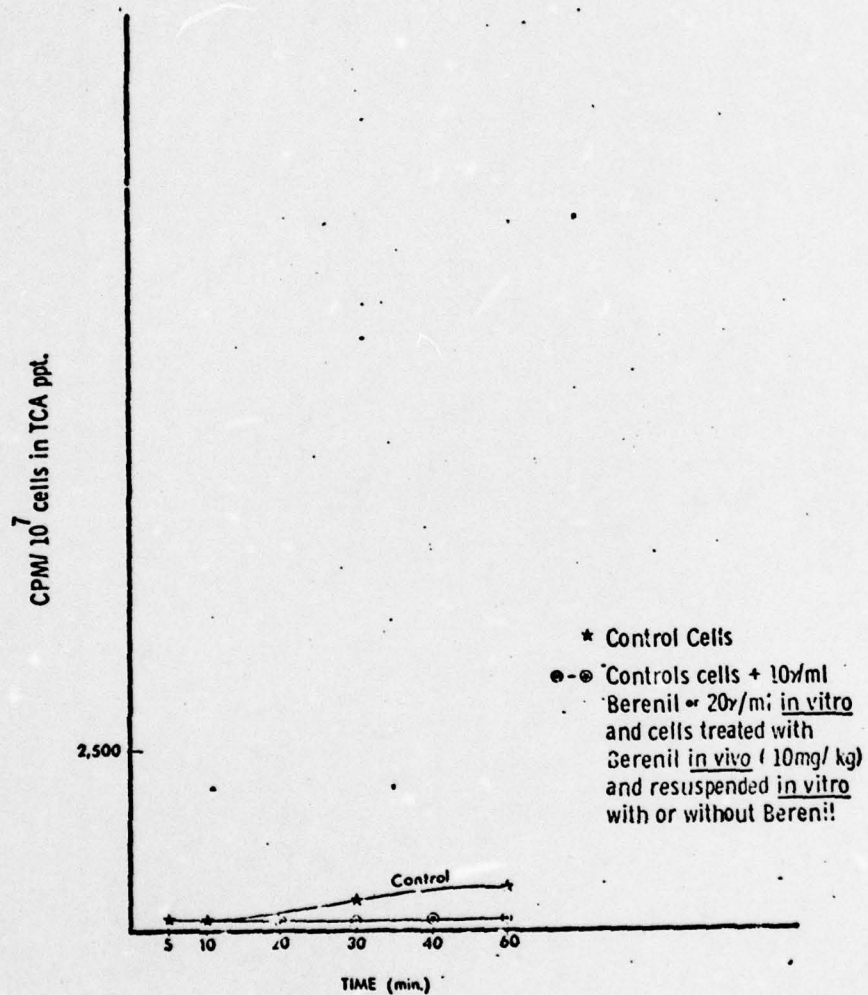 CPM/ 10⁷ cells in TCA ppt.
★ Control Cells
Controls cells + 10γ/ml
Berenil or 20γ/ml in vitro
and cells treated with
Berenil in vivo ( 10mg/ kg)
and resuspended in vitro
with or without Berenil
2,500
Control
5 10 20 30 40 60
TIME (min.)